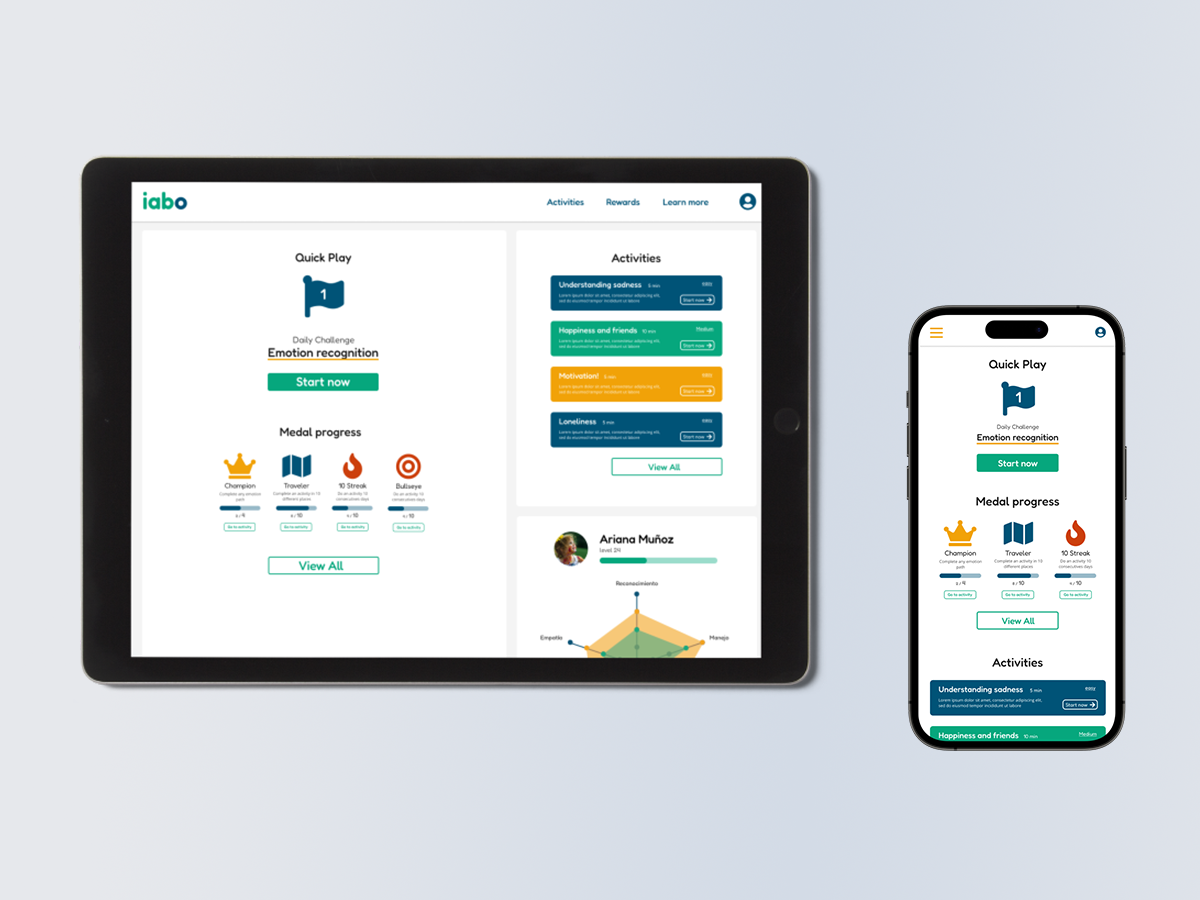 iabo
Activities
Rewards
Learn more
Quick Play
1
Daily Challenge
Emotion recognition
Start now
Medal progress
Champion
Complete any emotion
path
2 / 4
Go to activity
Traveler
Complete an activity in 10
different places
8 / 10
Go to activity
10 Streak
Do an activity 10
consecutives days
4 / 10
Go to activity
Bullseye
Do an activity 10
consecutives days
4 / 10
Go to activity
View All
Activities
Understanding sadness 5 min
easy
Lorem ipsum dolor sit amet, consectetur adipiscing elit,
sed do eiusmod tempor incididunt ut labore
Start now
Happiness and friends 10 min
Medium
Lorem ipsum dolor sit amet, consectetur adipiscing elit,
sed do eiusmod tempor incididunt ut labore
Start now
Motivation! 5 min
easy
Lorem ipsum dolor sit amet, consectetur adipiscing elit,
sed do eiusmod tempor incididunt ut labore
Start now
Loneliness 5 min
easy
Lorem ipsum dolor sit amet, consectetur adipiscing elit,
sed do eiusmod tempor incididunt ut labore
Start now
View All
Ariana Muñoz
level 24
Reconocimiento
Empatía
Manejo
Quick Play
1
Daily Challenge
Emotion recognition
Start now
Medal progress
Champion
Complete any emotion
path
2 / 4
Go to activity
Traveler
Complete an activity in 10
different places
8 / 10
Go to activity
10 Streak
Do an activity 10
consecutives days
4 / 10
Go to activity
View All
Activities
Understanding sadness 5 min
easy
Lorem ipsum dolor sit amet, consectetur adipiscing elit,
sed do eiusmod tempor incididunt ut labore
Start now
Happiness and friends 10 min
Medium